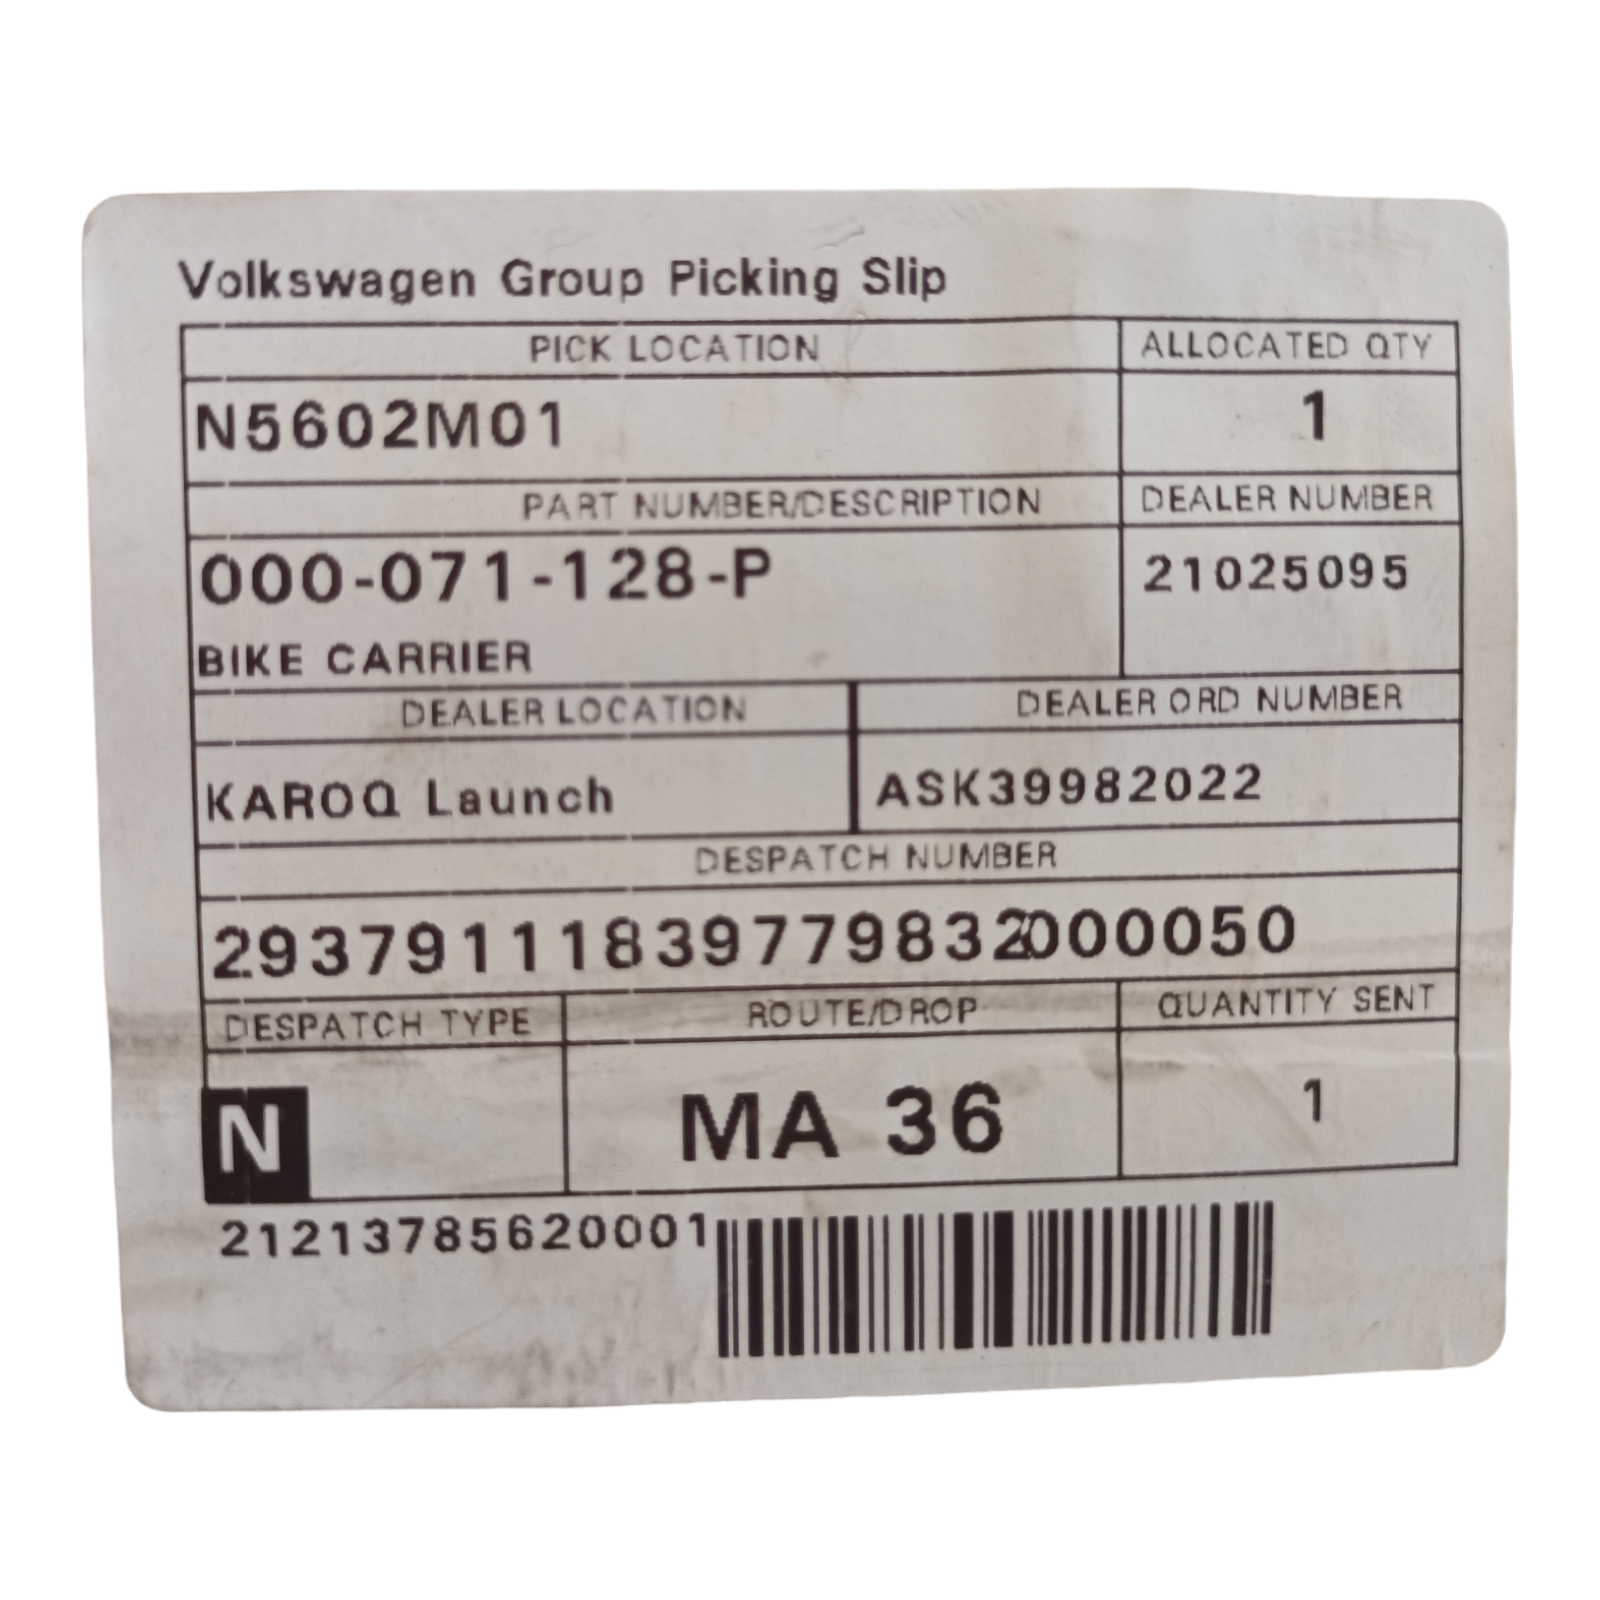 Volkswagen Group Picking Slip
PICK LOCATION ALLOCATED QTY
N5602M01 1
PART NUMBER/DESCRIPTION DEALER NUMBER
000-071-128-P 21025095
BIKE CARRIER
DEALER LOCATION DEALER ORD NUMBER
KAROQ Launch ASK39982022
DESPATCH NUMBER
DESPATCH TYPE ROUTE/DROP QUANTITY SENT
N MA 36 1
21213785620001